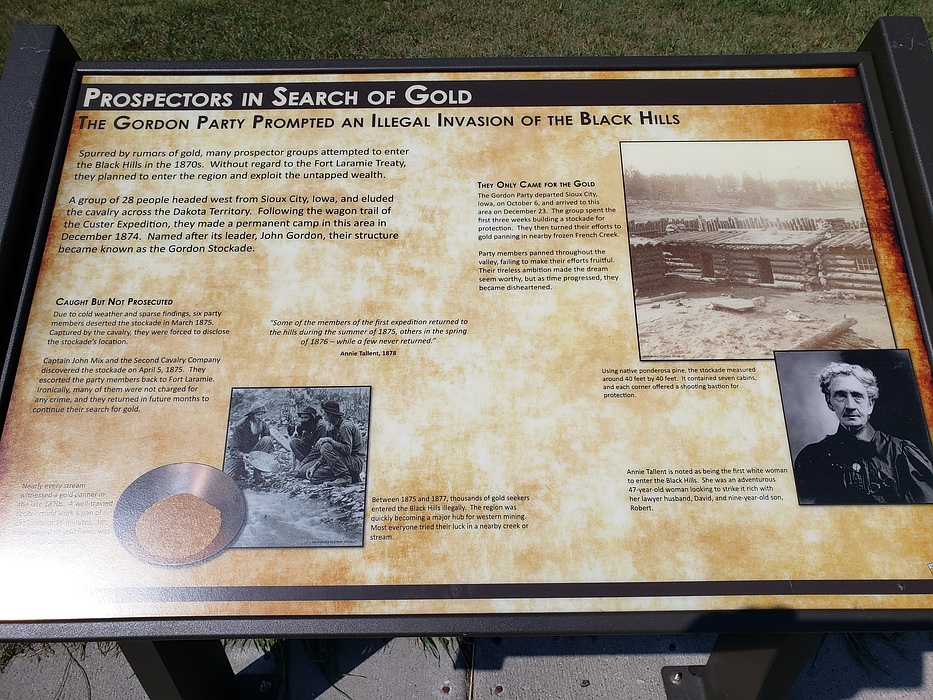 PROSPECTORS IN SEARCH OF GOLD
THE GORDON PARTY PROMPTED AN ILLEGAL INVASION OF THE BLACK HILLS
Spurred by rumors of gold, many prospector groups attempted to enter
the Black Hills in the 1870s. Without regard to the Fort Laramie Treaty,
they planned to enter the region and exploit the untapped wealth.
A group of 28 people headed west from Sioux City, Iowa, and eluded
the cavalry across the Dakota Territory. Following the wagon trail of
the Custer Expedition, they made a permanent camp in this area in
December 1874. Named after its leader, John Gordon, their structure
became known as the Gordon Stockade.
CAUGHT BUT NOT PROSECUTED
Due to cold weather and sparse findings, six party
members deserted the stockade in March 1875.
Captured by the cavalry, they were forced to disclose
the stockade's location.
Captain John Mix and the Second Cavalry Company
discovered the stockade on April 5, 1875. They
escorted the party members back to Fort Laramie.
Ironically, many of them were not charged for
any crime, and they returned in future months to
continue their search for gold.
"Some of the members of the first expedition returned to
the hills during the summer of 1875, others in the spring
of 1876 – while a few never returned."
Annie Tallent, 1878
THEY ONLY CAME FOR THE GOLD
The Gordon Party departed Sioux City,
Iowa, on October 6, and arrived to this
area on December 23. The group spent the
first three weeks building a stockade for
protection. They then turned their efforts to
gold panning in nearby frozen French Creek.
Party members panned throughout the
valley, failing to make their efforts fruitful.
Their tireless ambition made the dream
seem worthy, but as time progressed, they
became disheartened.
Using native ponderosa pine, the stockade measured
around 40 feet by 40 feet. It contained seven cabins,
and each corner offered a shooting bastion for
protection.
Annie Tallent is noted as being the first white woman
to enter the Black Hills. She was an adventurous
47-year-old woman looking to strike it rich with
her lawyer husband, David, and nine-year-old son,
Robert.
Between 1875 and 1877, thousands of gold seekers
entered the Black Hills illegally. The region was
quickly becoming a major hub for western mining.
Most everyone tried their luck in a nearby creek or
stream.
Nearly every stream
witnessed a gold panner in
the late 1870s. A well-trained